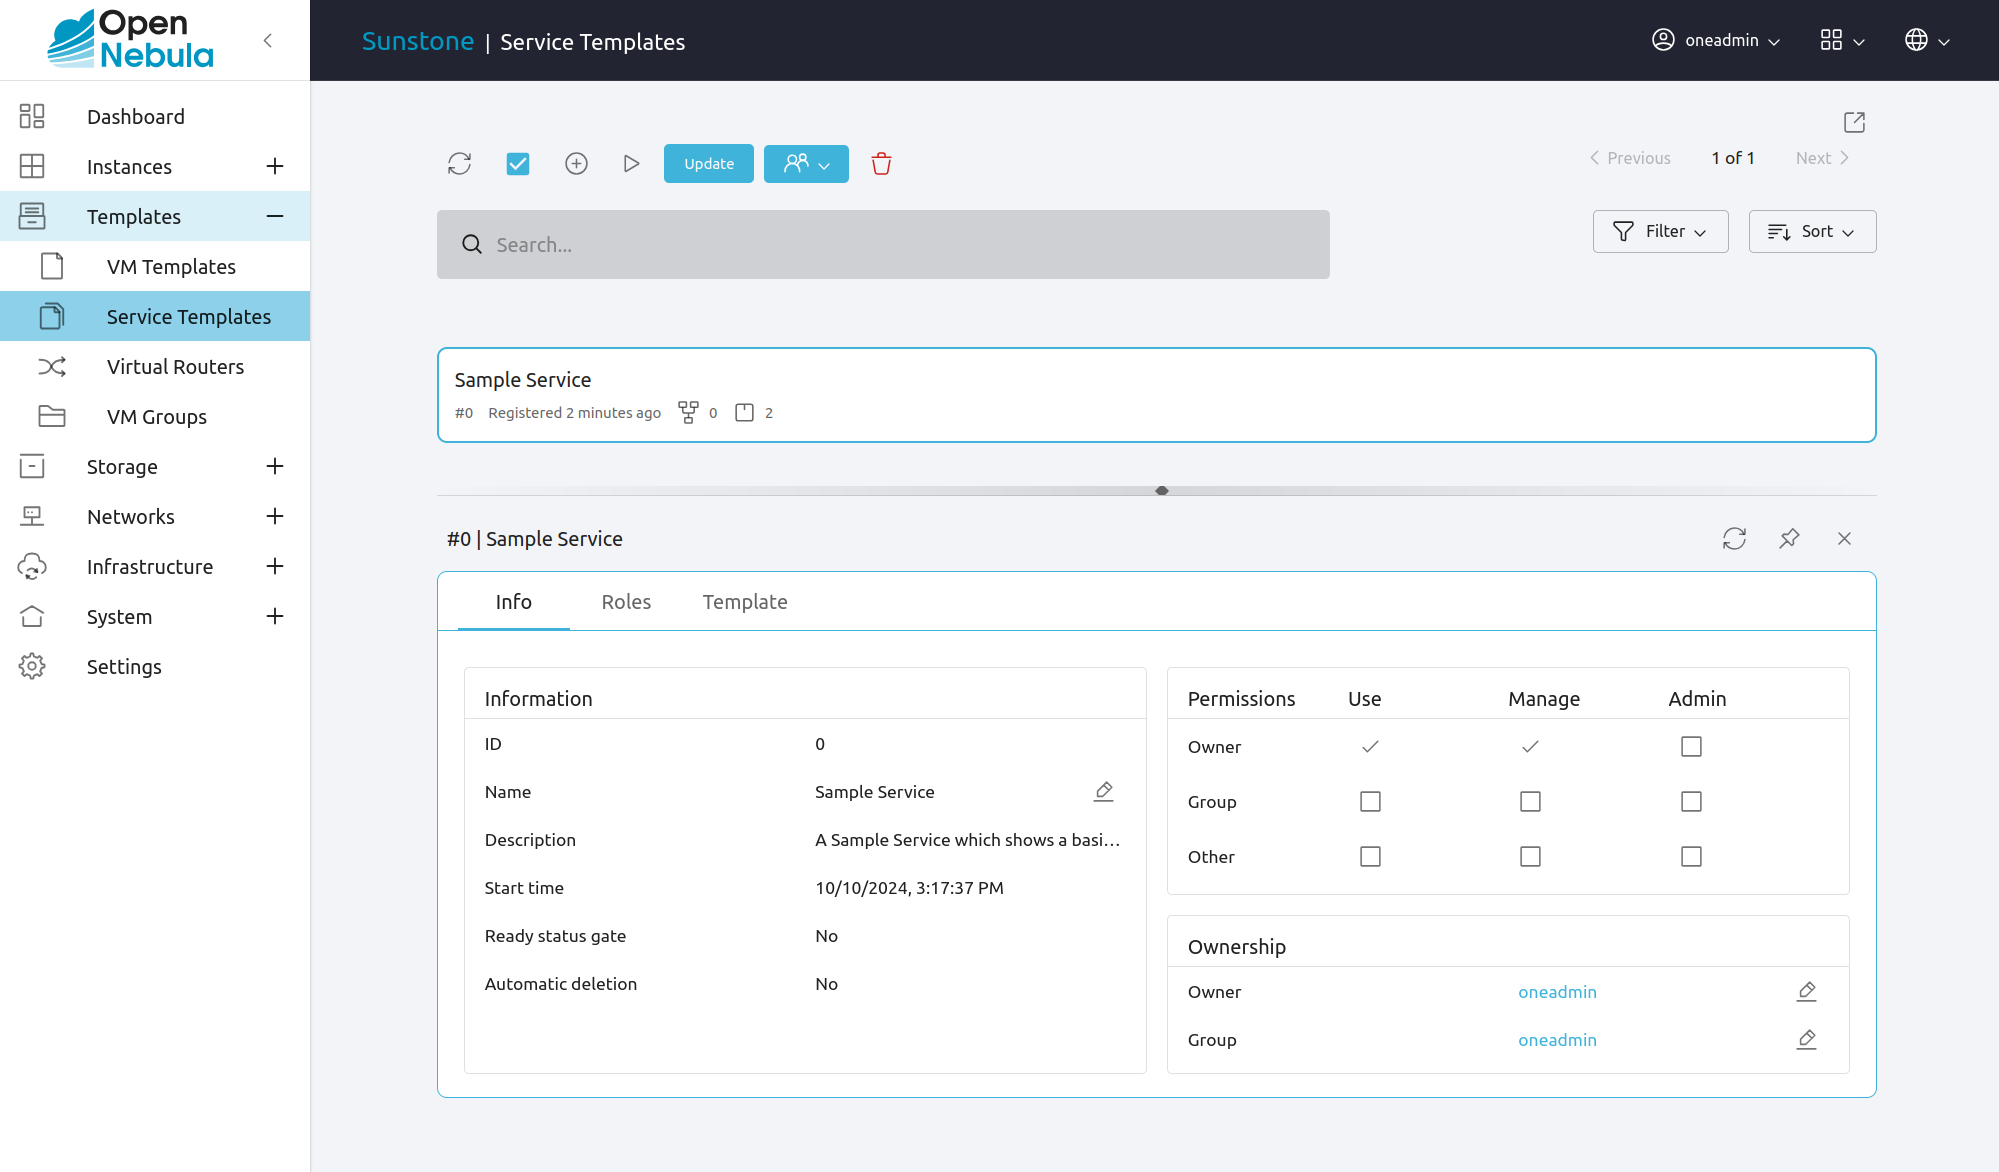 Open
Nebula
Sunstone | Service Templates
oneadmin
Dashboard
Instances
Templates
VM Templates
Service Templates
Virtual Routers
VM Groups
Storage
Networks
Infrastructure
System
Settings
Update
Previous
1 of 1
Next
Search...
Filter
Sort
Sample Service
#0 Registered 2 minutes ago 0 2
#0 | Sample Service
Info Roles Template
Information
ID 0
Name Sample Service
Description A Sample Service which shows a basi...
Start time 10/10/2024, 3:17:37 PM
Ready status gate No
Automatic deletion No
Permissions Use Manage Admin
Owner
Group
Other
Ownership
Owner oneadmin
Group oneadmin